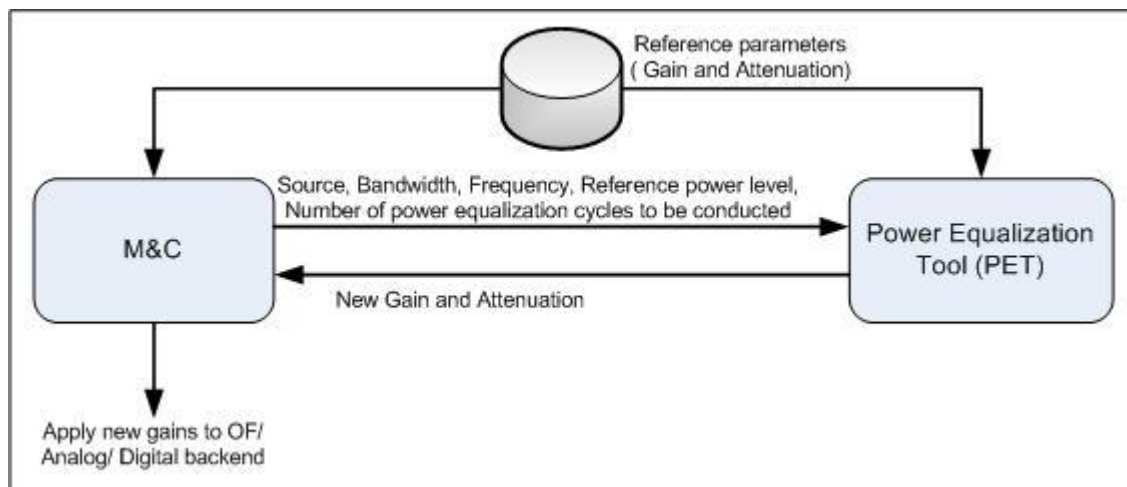 Reference parameters
( Gain and Attenuation)
Source, Bandwidth, Frequency, Reference power level,
Number of power equalization cycles to be conducted
M&C
Power Equalization
Tool (PET)
New Gain and Attenuation
Apply new gains to OF/
Analog/ Digital backend